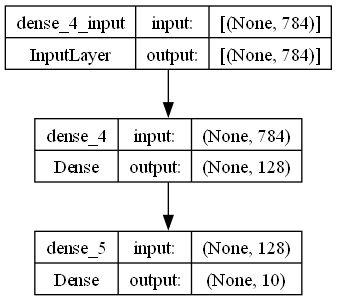 dense_4_input input: [(None, 784)]
InputLayer output: [(None, 784)]
dense_4 input: (None, 784)
Dense output: (None, 128)
dense_5 input: (None, 128)
Dense output: (None, 10)